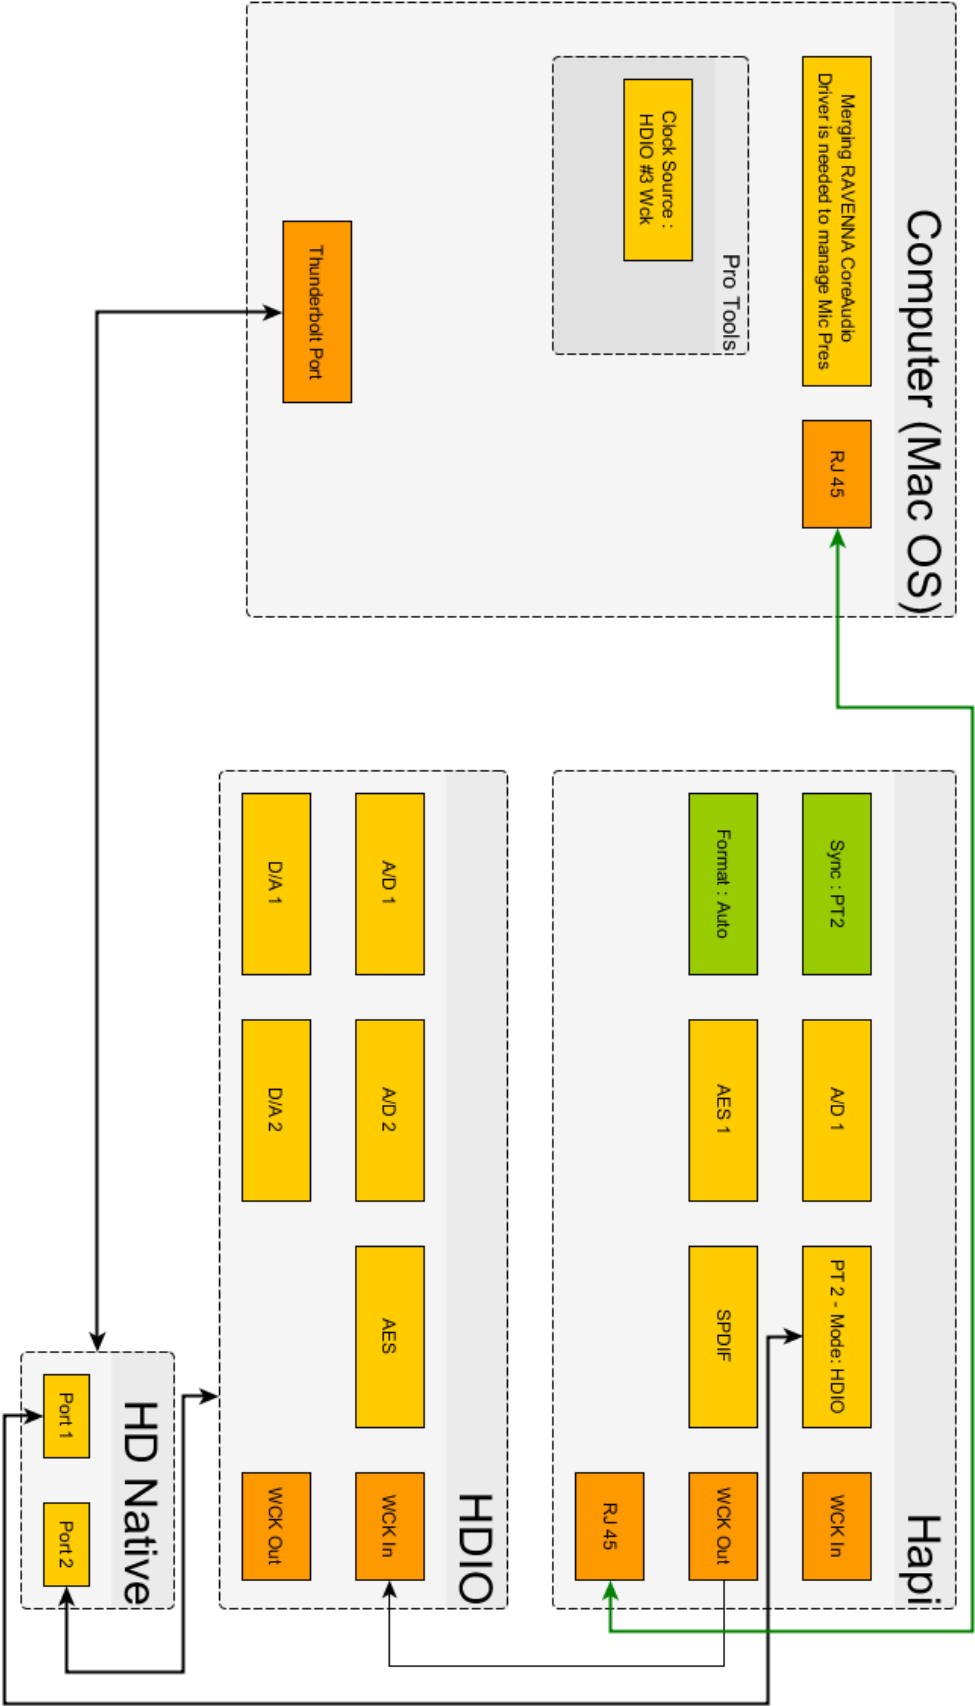 Computer (Mac OS)
Merging RAVENNA CoreAudio
Driver is needed to manage Mic Pres
RJ 45
Pro Tools
Clock Source :
HDIO #3 Wck
Thunderbolt Port
Hapi
Sync : PT2
A/D 1
PT 2 - Mode: HDIO
WCK In
Format : Auto
AES 1
SPDIF
WCK Out
RJ 45
HDIO
A/D 1
A/D 2
AES
WCK In
D/A 1
D/A 2
WCK Out
HD Native
Port 1
Port 2